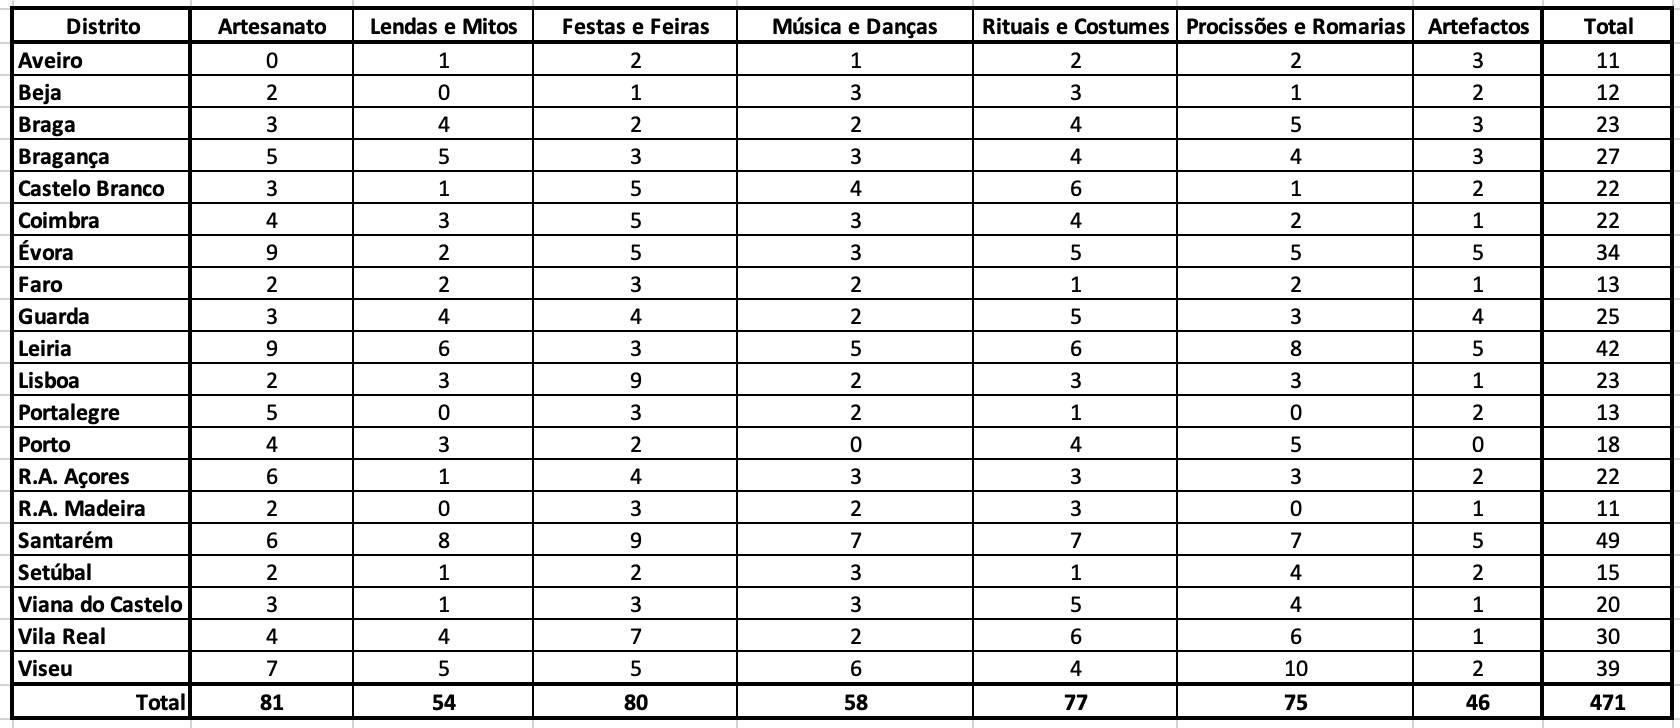 Distrito Artesanato Lendas e Mitos Festas e Feiras Música e Danças Rituais e Costumes Procissões e Romarias Artefactos Total
Aveiro 0 1 2 1 2 2 3 11
Beja 2 0 1 3 3 1 2 12
Braga 3 4 2 2 4 5 3 23
Bragança 5 5 3 3 4 4 3 27
Castelo Branco 3 1 5 4 6 1 2 22
Coimbra 4 3 5 3 4 2 1 22
Évora 9 2 5 3 5 5 5 34
Faro 2 2 3 2 1 2 1 13
Guarda 3 4 4 2 5 3 4 25
Leiria 9 6 3 5 6 8 5 42
Lisboa 2 3 9 2 3 3 1 23
Portalegre 5 0 3 2 1 0 2 13
Porto 4 3 2 0 4 5 0 18
R.A. Açores 6 1 4 3 3 3 2 22
R.A. Madeira 2 0 3 2 3 0 1 11
Santarém 6 8 9 7 7 7 5 49
Setúbal 2 1 2 3 1 4 2 15
Viana do Castelo 3 1 3 3 5 4 1 20
Vila Real 4 4 7 2 6 6 1 30
Viseu 7 5 5 6 4 10 2 39
Total 81 54 80 58 77 75 46 471